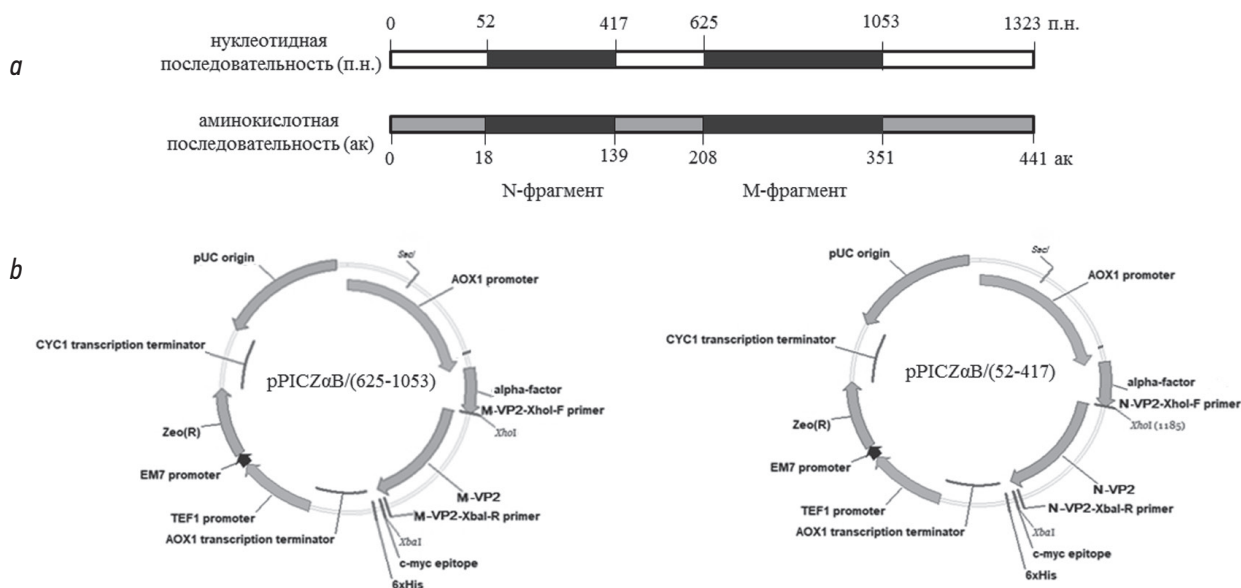 a
0 52 417 625 1053 1323 п.н.
нуклеотидная
последовательность (п.н.)
аминокислотная
последовательность (ак)
0 18 139 208 351 441 ак
N-фрагмент M-фрагмент
b
SacI
pUC origin
AOX1 promoter
CYC1 transcription terminator
pPICZαB/(625-1053)
alpha-factor
M-VP2-XhoI-F primer
XhoI
Zeo(R)
EM7 promoter
M-VP2
TEF1 promoter
M-VP2-XbaI-R primer
AOX1 transcription terminator
XbaI
c-myc epitope
6xHis
SacI
pUC origin
AOX1 promoter
CYC1 transcription terminator
pPICZαB/(52-417)
alpha-factor
N-VP2-XhoI-F primer
XhoI (1185)
Zeo(R)
EM7 promoter
N-VP2
TEF1 promoter
N-VP2-XbaI-R primer
AOX1 transcription terminator
XbaI
c-myc epitope
6xHis